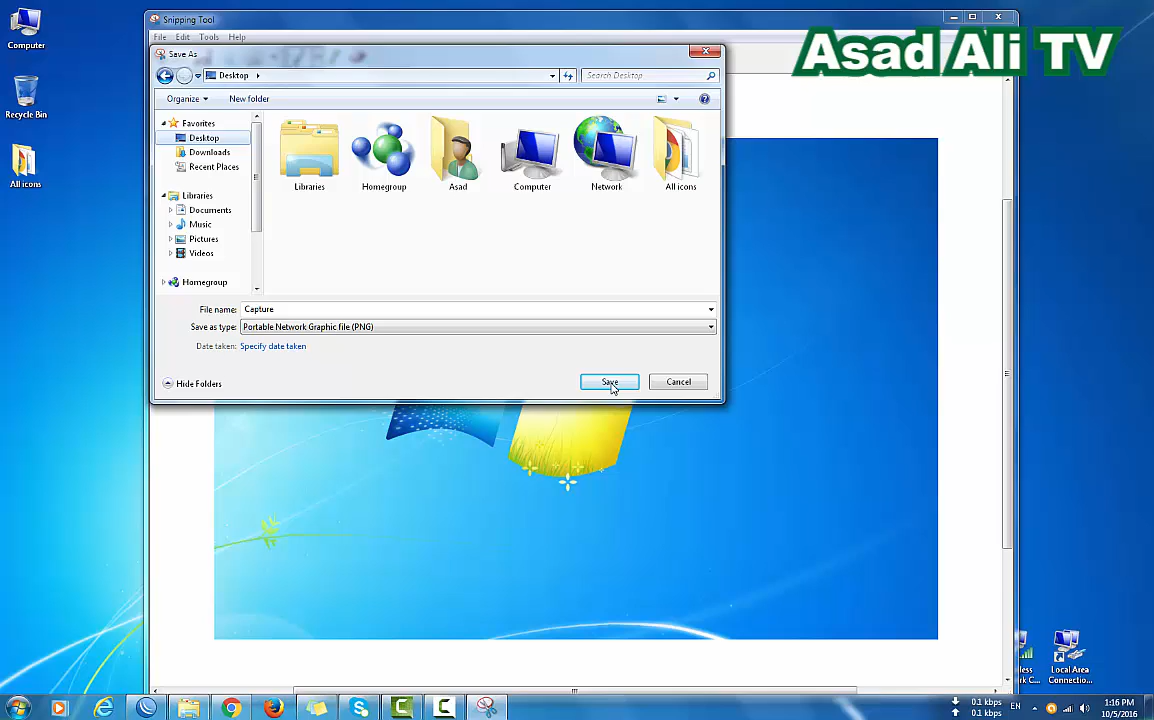 Computer
Recycle Bin
All icons
Snipping Tool
File Edit Tools Help
Asad Ali TV
Save As
Desktop
Search Desktop
Organize New folder
Favorites
Desktop
Downloads
Recent Places
Libraries
Documents
Music
Pictures
Videos
Homegroup
Libraries Homegroup Asad Computer Network All icons
File name: Capture
Save as type: Portable Network Graphic file (PNG)
Date taken: Specify date taken
Hide Folders
Save Cancel
less
k C...
Local Area
Connectio...
0.1 kbps
0.1 kbps
EN
1:16 PM
10/5/2016